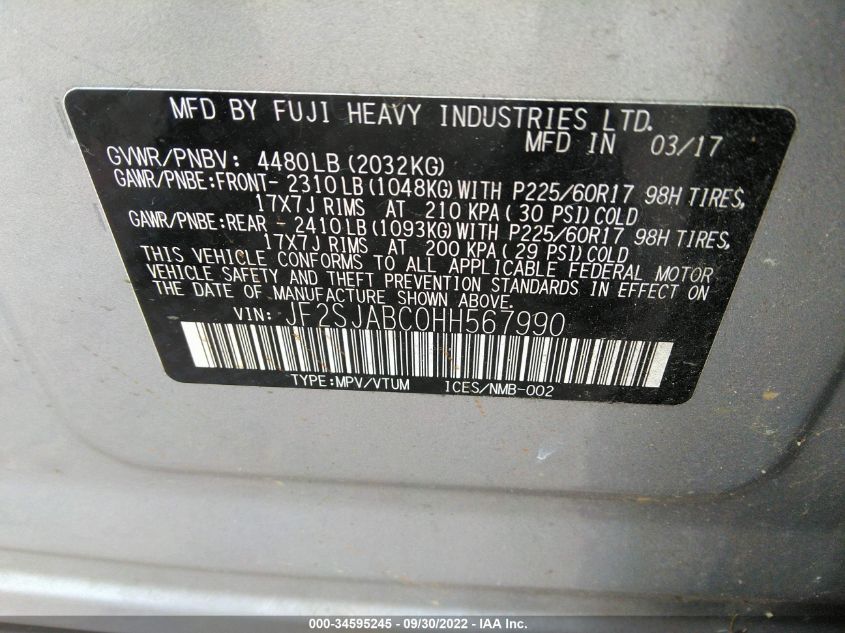 MFD BY FUJI HEAVY INDUSTRIES LTD.
MFD IN 03/17
GVWR/PNBV: 4480LB (2032KG)
GAWR/PNBE:FRONT- 2310LB (1048KG) WITH P225/60R17 98H TIRES,
17X7J RIMS AT 210 KPA( 30 PSI) COLD
GAWR/PNBE:REAR - 2410LB (1093KG) WITH P225/60R17 98H TIRES,
17X7J RIMS AT 200 KPA( 29 PSI) COLD
THIS VEHICLE CONFORMS TO ALL APPLICABLE FEDERAL MOTOR
VEHICLE SAFETY AND THEFT PREVENTION STANDARDS IN EFFECT ON
THE DATE OF MANUFACTURE SHOWN ABOVE.
VIN: JF2SJABC0HH567990
TYPE:MPV/VTUM ICES/NMB-002
000-34595245 - 09/30/2022 - IAA Inc.